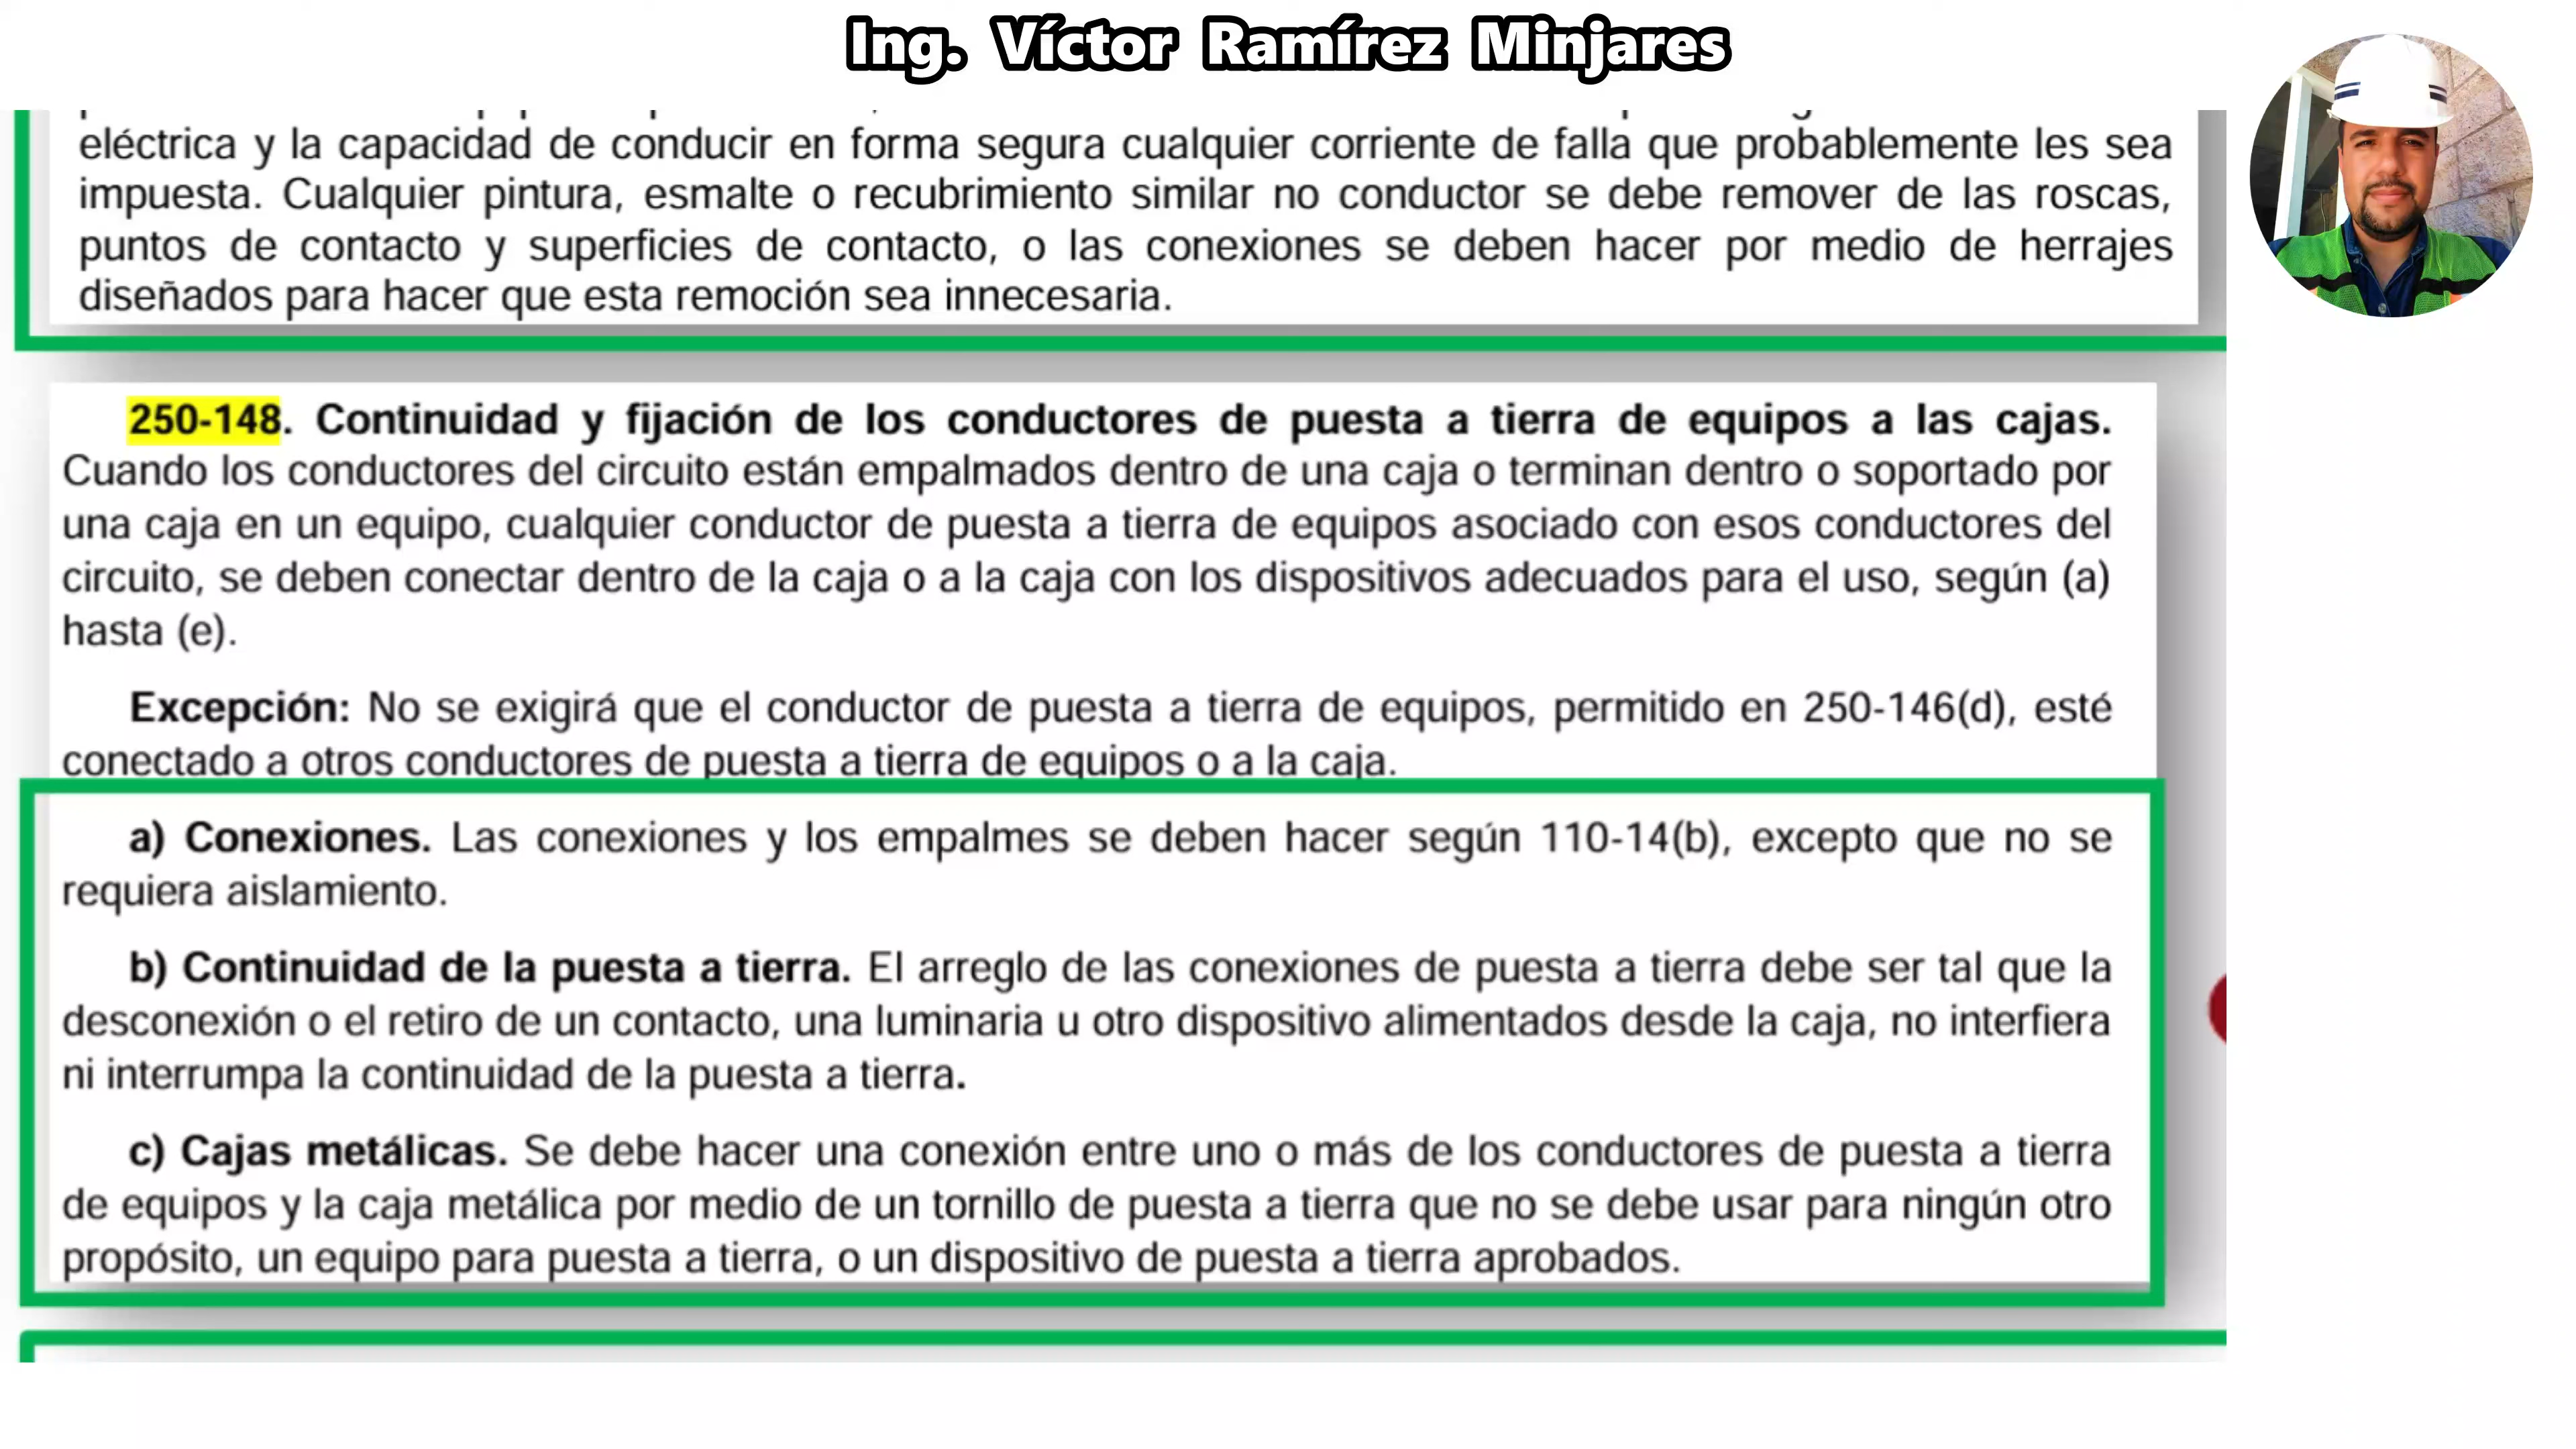 Ing. Víctor Ramírez Minjares
eléctrica y la capacidad de conducir en forma segura cualquier corriente de falla que probablemente les sea
impuesta. Cualquier pintura, esmalte o recubrimiento similar no conductor se debe remover de las roscas,
puntos de contacto y superficies de contacto, o las conexiones se deben hacer por medio de herrajes
diseñados para hacer que esta remoción sea innecesaria.
250-148. Continuidad y fijación de los conductores de puesta a tierra de equipos a las cajas.
Cuando los conductores del circuito están empalmados dentro de una caja o terminan dentro o soportado por
una caja en un equipo, cualquier conductor de puesta a tierra de equipos asociado con esos conductores del
circuito, se deben conectar dentro de la caja o a la caja con los dispositivos adecuados para el uso, según (a)
hasta (e).
Excepción: No se exigirá que el conductor de puesta a tierra de equipos, permitido en 250-146(d), esté
conectado a otros conductores de puesta a tierra de equipos o a la caja.
a) Conexiones. Las conexiones y los empalmes se deben hacer según 110-14(b), excepto que no se
requiera aislamiento.
b) Continuidad de la puesta a tierra. El arreglo de las conexiones de puesta a tierra debe ser tal que la
desconexión o el retiro de un contacto, una luminaria u otro dispositivo alimentados desde la caja, no interfiera
ni interrumpa la continuidad de la puesta a tierra.
c) Cajas metálicas. Se debe hacer una conexión entre uno o más de los conductores de puesta a tierra
de equipos y la caja metálica por medio de un tornillo de puesta a tierra que no se debe usar para ningún otro
propósito, un equipo para puesta a tierra, o un dispositivo de puesta a tierra aprobados.